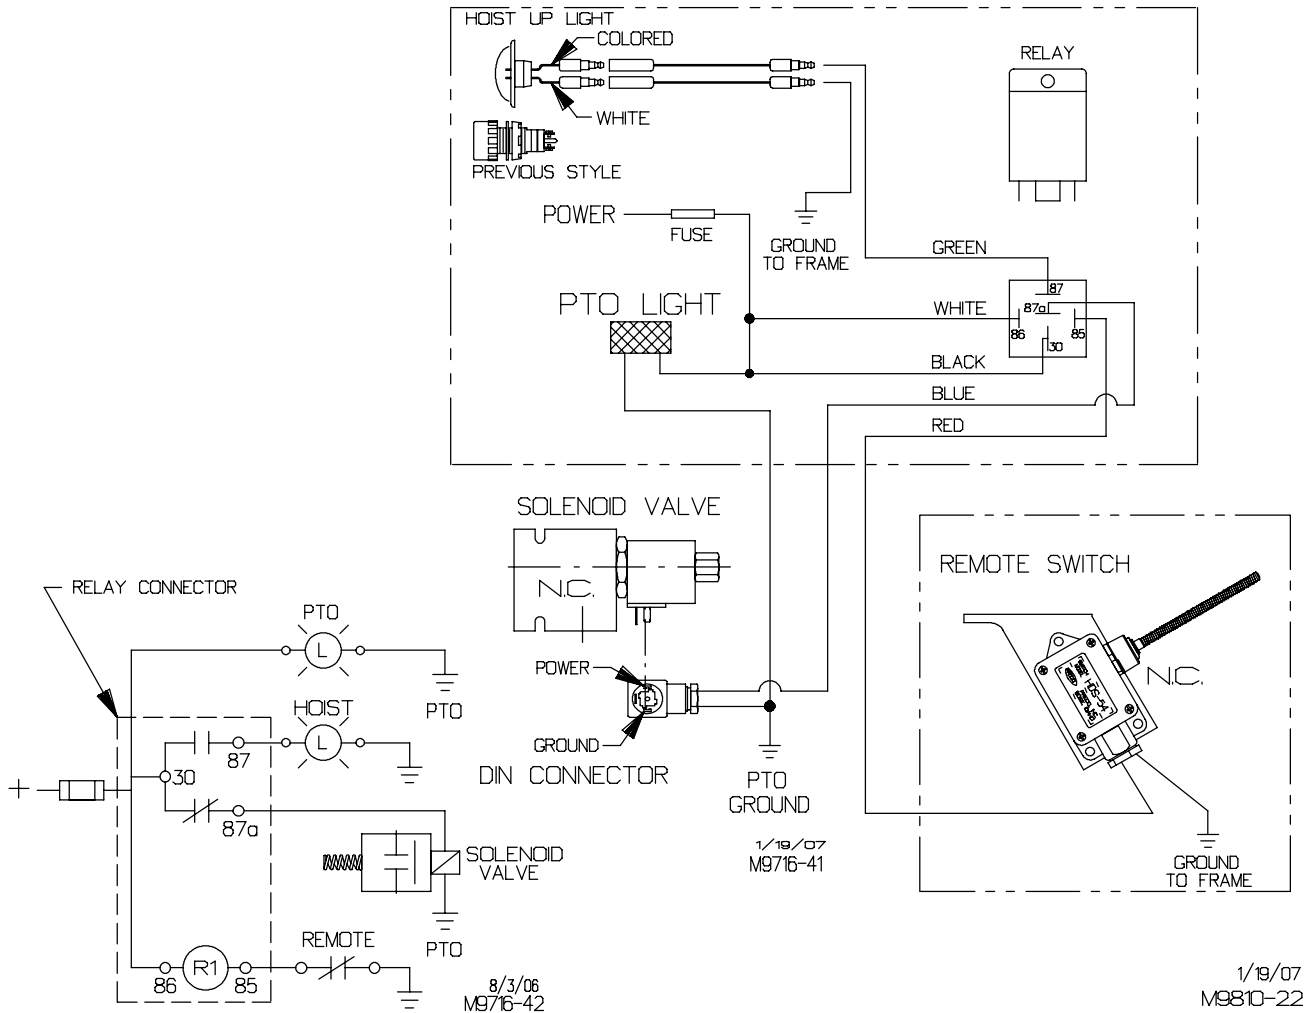 HOIST UP LIGHT
COLORED
WHITE
PREVIOUS STYLE
RELAY
POWER
FUSE
GROUND
TO FRAME
GREEN
PTO LIGHT
WHITE
87
87a
86
85
30
BLACK
BLUE
RED
SOLENOID VALVE
N.C.
POWER
GROUND
DIN CONNECTOR
PTO
GROUND
1/19/07
M9716-41
REMOTE SWITCH
HDS-5A
N.C.
GROUND
TO FRAME
RELAY CONNECTOR
PTO
L
PTO
HOIST
L
87
30
+
87a
SOLENOID
VALVE
PTO
REMOTE
R1
86
85
8/3/06
M9716-42
1/19/07
M9810-22